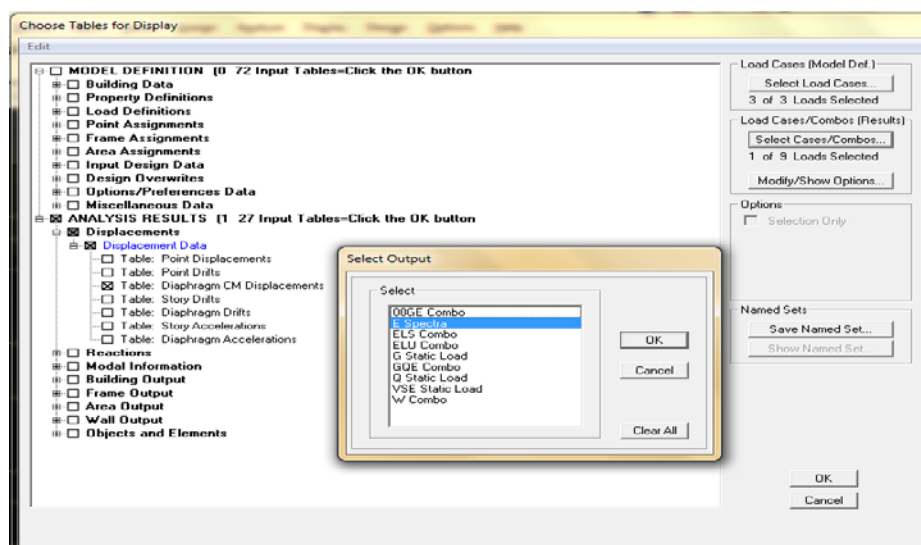 Choose Tables for Display
Edit
MODEL DEFINITION (0 72 Input Tables=Click the OK button
Building Data
Property Definitions
Load Definitions
Point Assignments
Frame Assignments
Area Assignments
Input Design Data
Design Overwrites
Options/Preferences Data
Miscellaneous Data
ANALYSIS RESULTS (1 27 Input Tables=Click the OK button
Displacements
Displacement Data
Table: Point Displacements
Table: Point Drifts
Table: Diaphragm CM Displacements
Table: Story Drifts
Table: Diaphragm Drifts
Table: Story Accelerations
Table: Diaphragm Accelerations
Reactions
Modal Information
Building Output
Frame Output
Area Output
Wall Output
Objects and Elements
Select Output
Select
08GE Combo
E Spectra
ELS Combo
ELU Combo
G Static Load
GQE Combo
Q Static Load
VSE Static Load
W Combo
OK
Cancel
Clear All
Load Cases (Model Def.)
Select Load Cases...
3 of 3 Loads Selected
Load Cases/Combos (Results)
Select Cases/Combos...
1 of 9 Loads Selected
Modify/Show Options...
Options
Selection Only
Named Sets
Save Named Set...
Show Named Set...
OK
Cancel